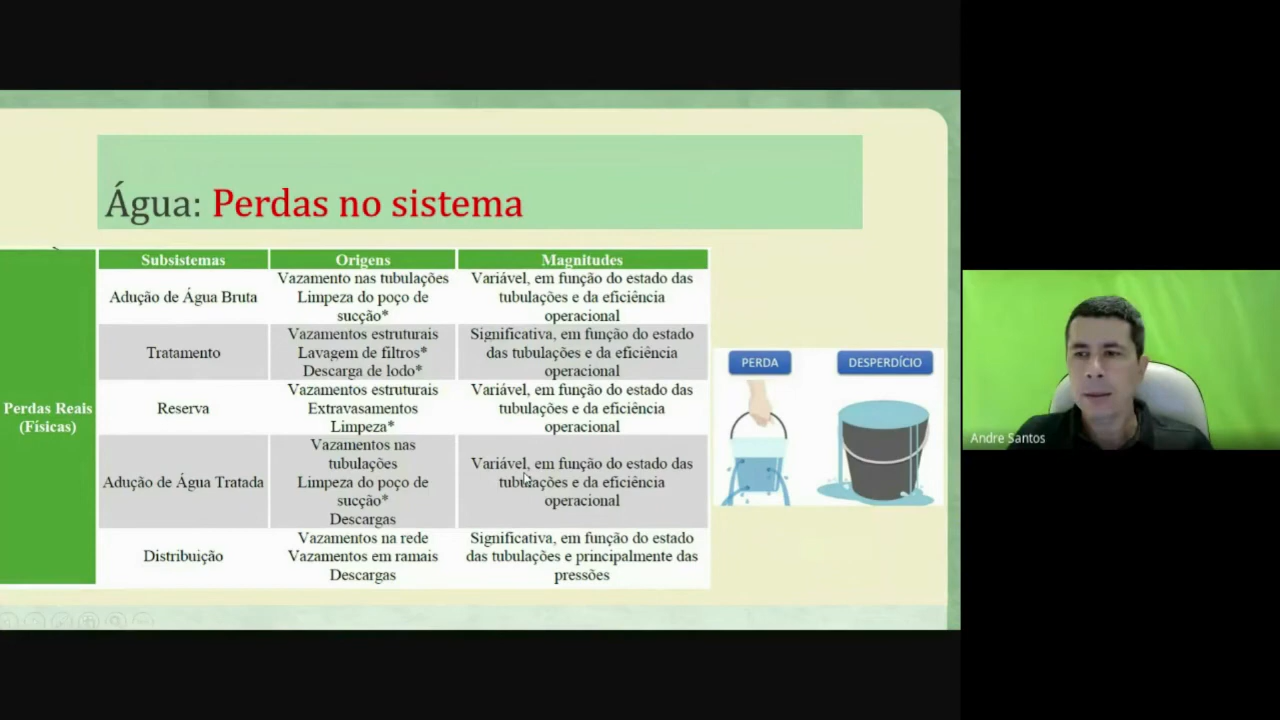 Água: Perdas no sistema
Subsistemas
Origens
Magnitudes
Perdas Reais
(Físicas)
Adução de Água Bruta
Vazamento nas tubulações
Limpeza do poço de
sucção*
Variável, em função do estado das
tubulações e da eficiência
operacional
Tratamento
Vazamentos estruturais
Lavagem de filtros*
Descarga de lodo*
Significativa, em função do estado
das tubulações e da eficiência
operacional
Reserva
Vazamentos estruturais
Extravasamentos
Limpeza*
Variável, em função do estado das
tubulações e da eficiência
operacional
Adução de Água Tratada
Vazamentos nas
tubulações
Limpeza do poço de
sucção*
Descargas
Variável, em função do estado das
tubulações e da eficiência
operacional
Distribuição
Vazamentos na rede
Vazamentos em ramais
Descargas
Significativa, em função do estado
das tubulações e principalmente das
pressões
PERDA
DESPERDÍCIO
Andre Santos